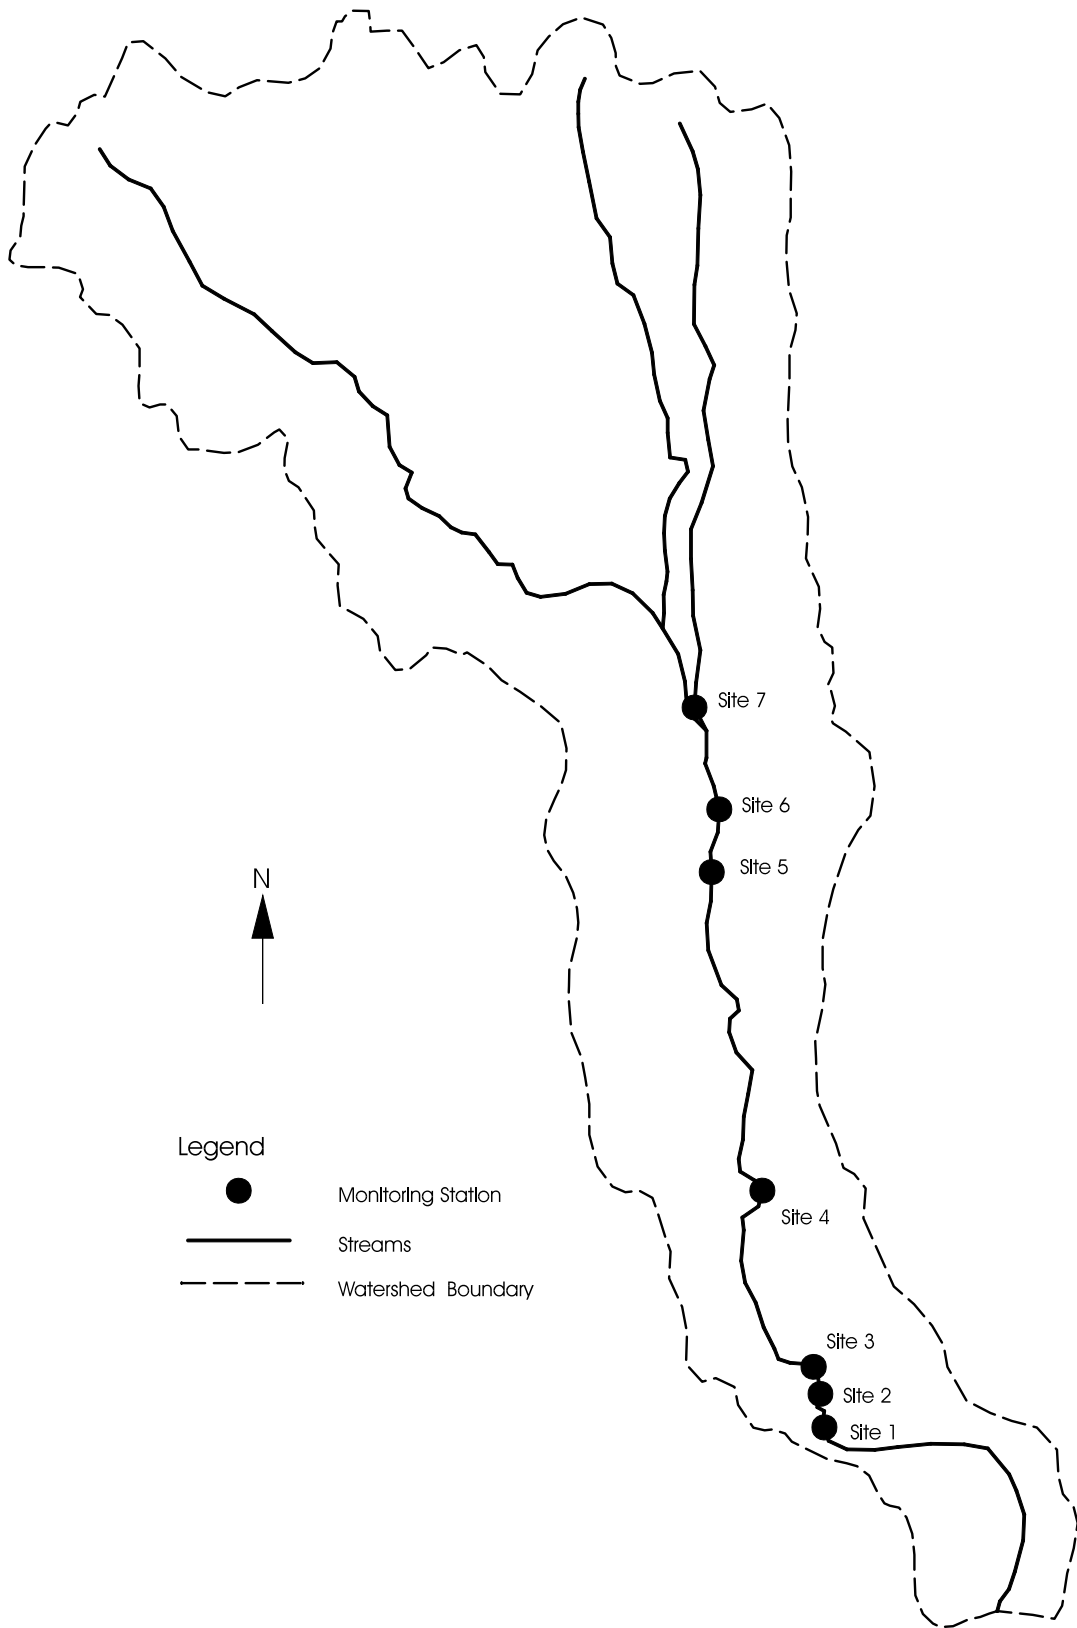 Site 7
Site 6
Site 5
N
Legend
Monitoring Station
Site 4
Streams
Watershed Boundary
Site 3
Site 2
Site 1